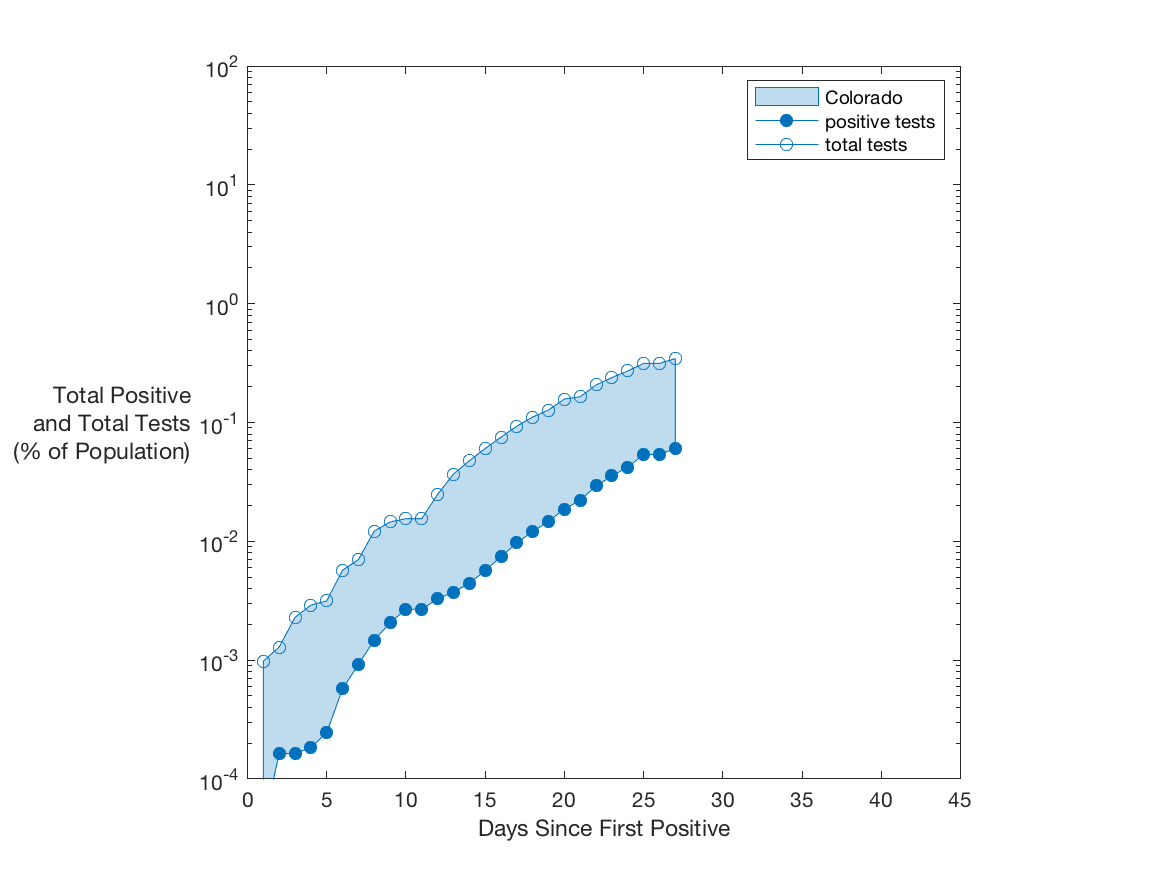 10^2
10^1
10^0
10^-1
10^-2
10^-3
10^-4
Total Positive
and Total Tests
(% of Population)
Colorado
positive tests
total tests
0 5 10 15 20 25 30 35 40 45
Days Since First Positive